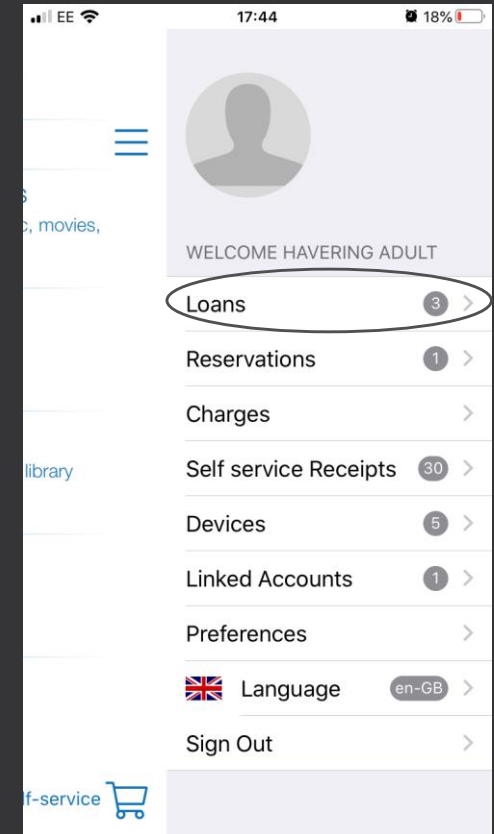 EE 17:44 18%
s
c, movies,
WELCOME HAVERING ADULT
Loans 3
Reservations 1
Charges
Self service Receipts 30
library
Devices 5
Linked Accounts 1
Preferences
Language en-GB
Sign Out
lf-service